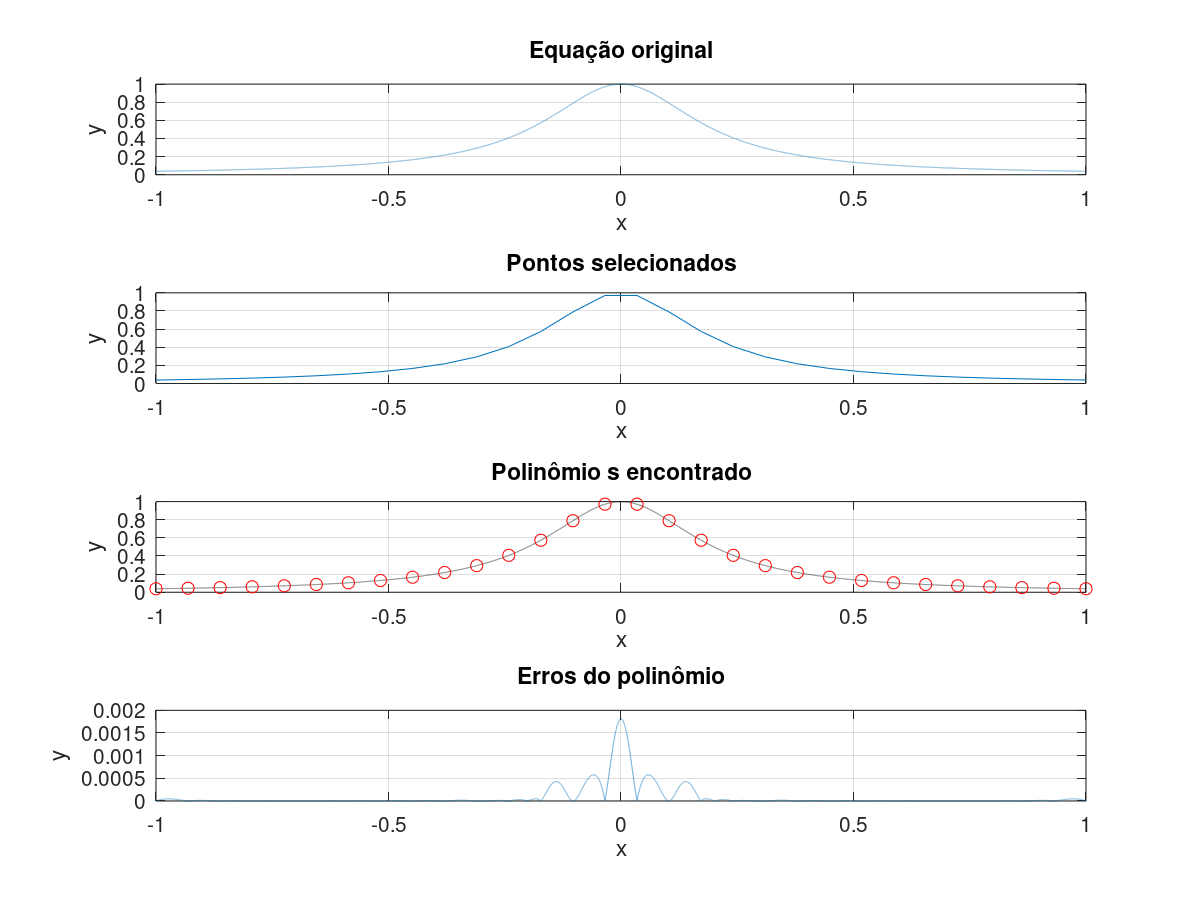 Equação original
1
0.8
0.6
0.4
0.2
0
y
-1 -0.5 0 0.5 1
x
Pontos selecionados
1
0.8
0.6
0.4
0.2
0
y
-1 -0.5 0 0.5 1
x
Polinômio s encontrado
1
0.8
0.6
0.4
0.2
0
y
-1 -0.5 0 0.5 1
x
Erros do polinômio
0.002
0.0015
0.001
0.0005
0
y
-1 -0.5 0 0.5 1
x